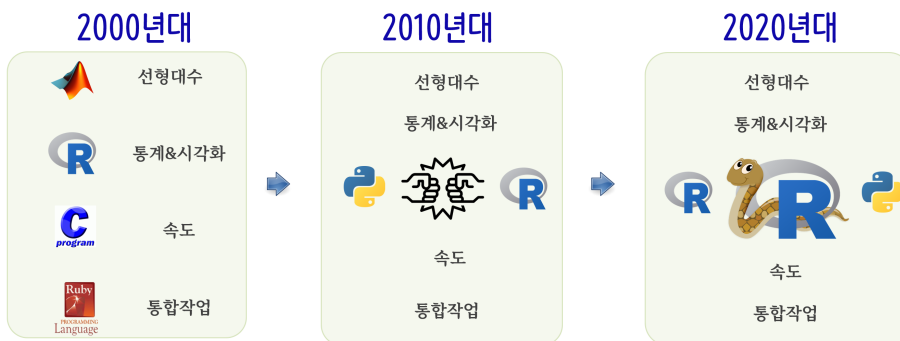 2000년대
2010년대
2020년대
선형대수
R
통계&시각화
C
program
속도
Ruby
PROGRAMMING
Language
통합작업
선형대수
통계&시각화
R
속도
통합작업
선형대수
통계&시각화
R
R
속도
통합작업